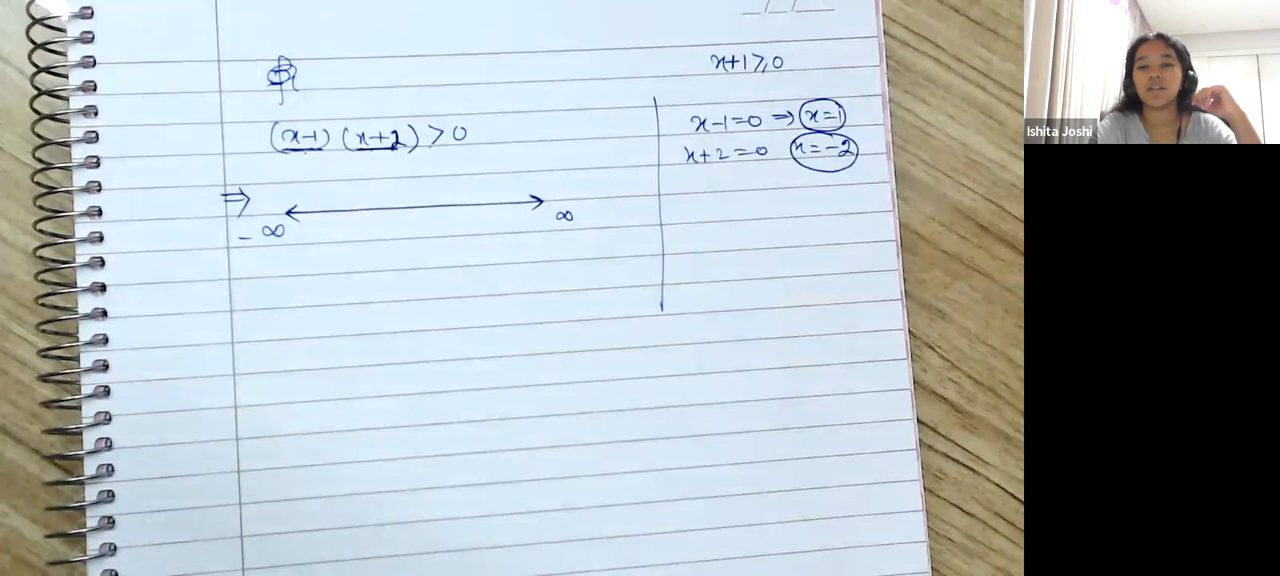 (x-1) (x+2) > 0
⇒
- ∞
∞
x+1 ≥ 0
x-1=0 ⇒ x=1
x+2=0 x=-2
Ishita Joshi